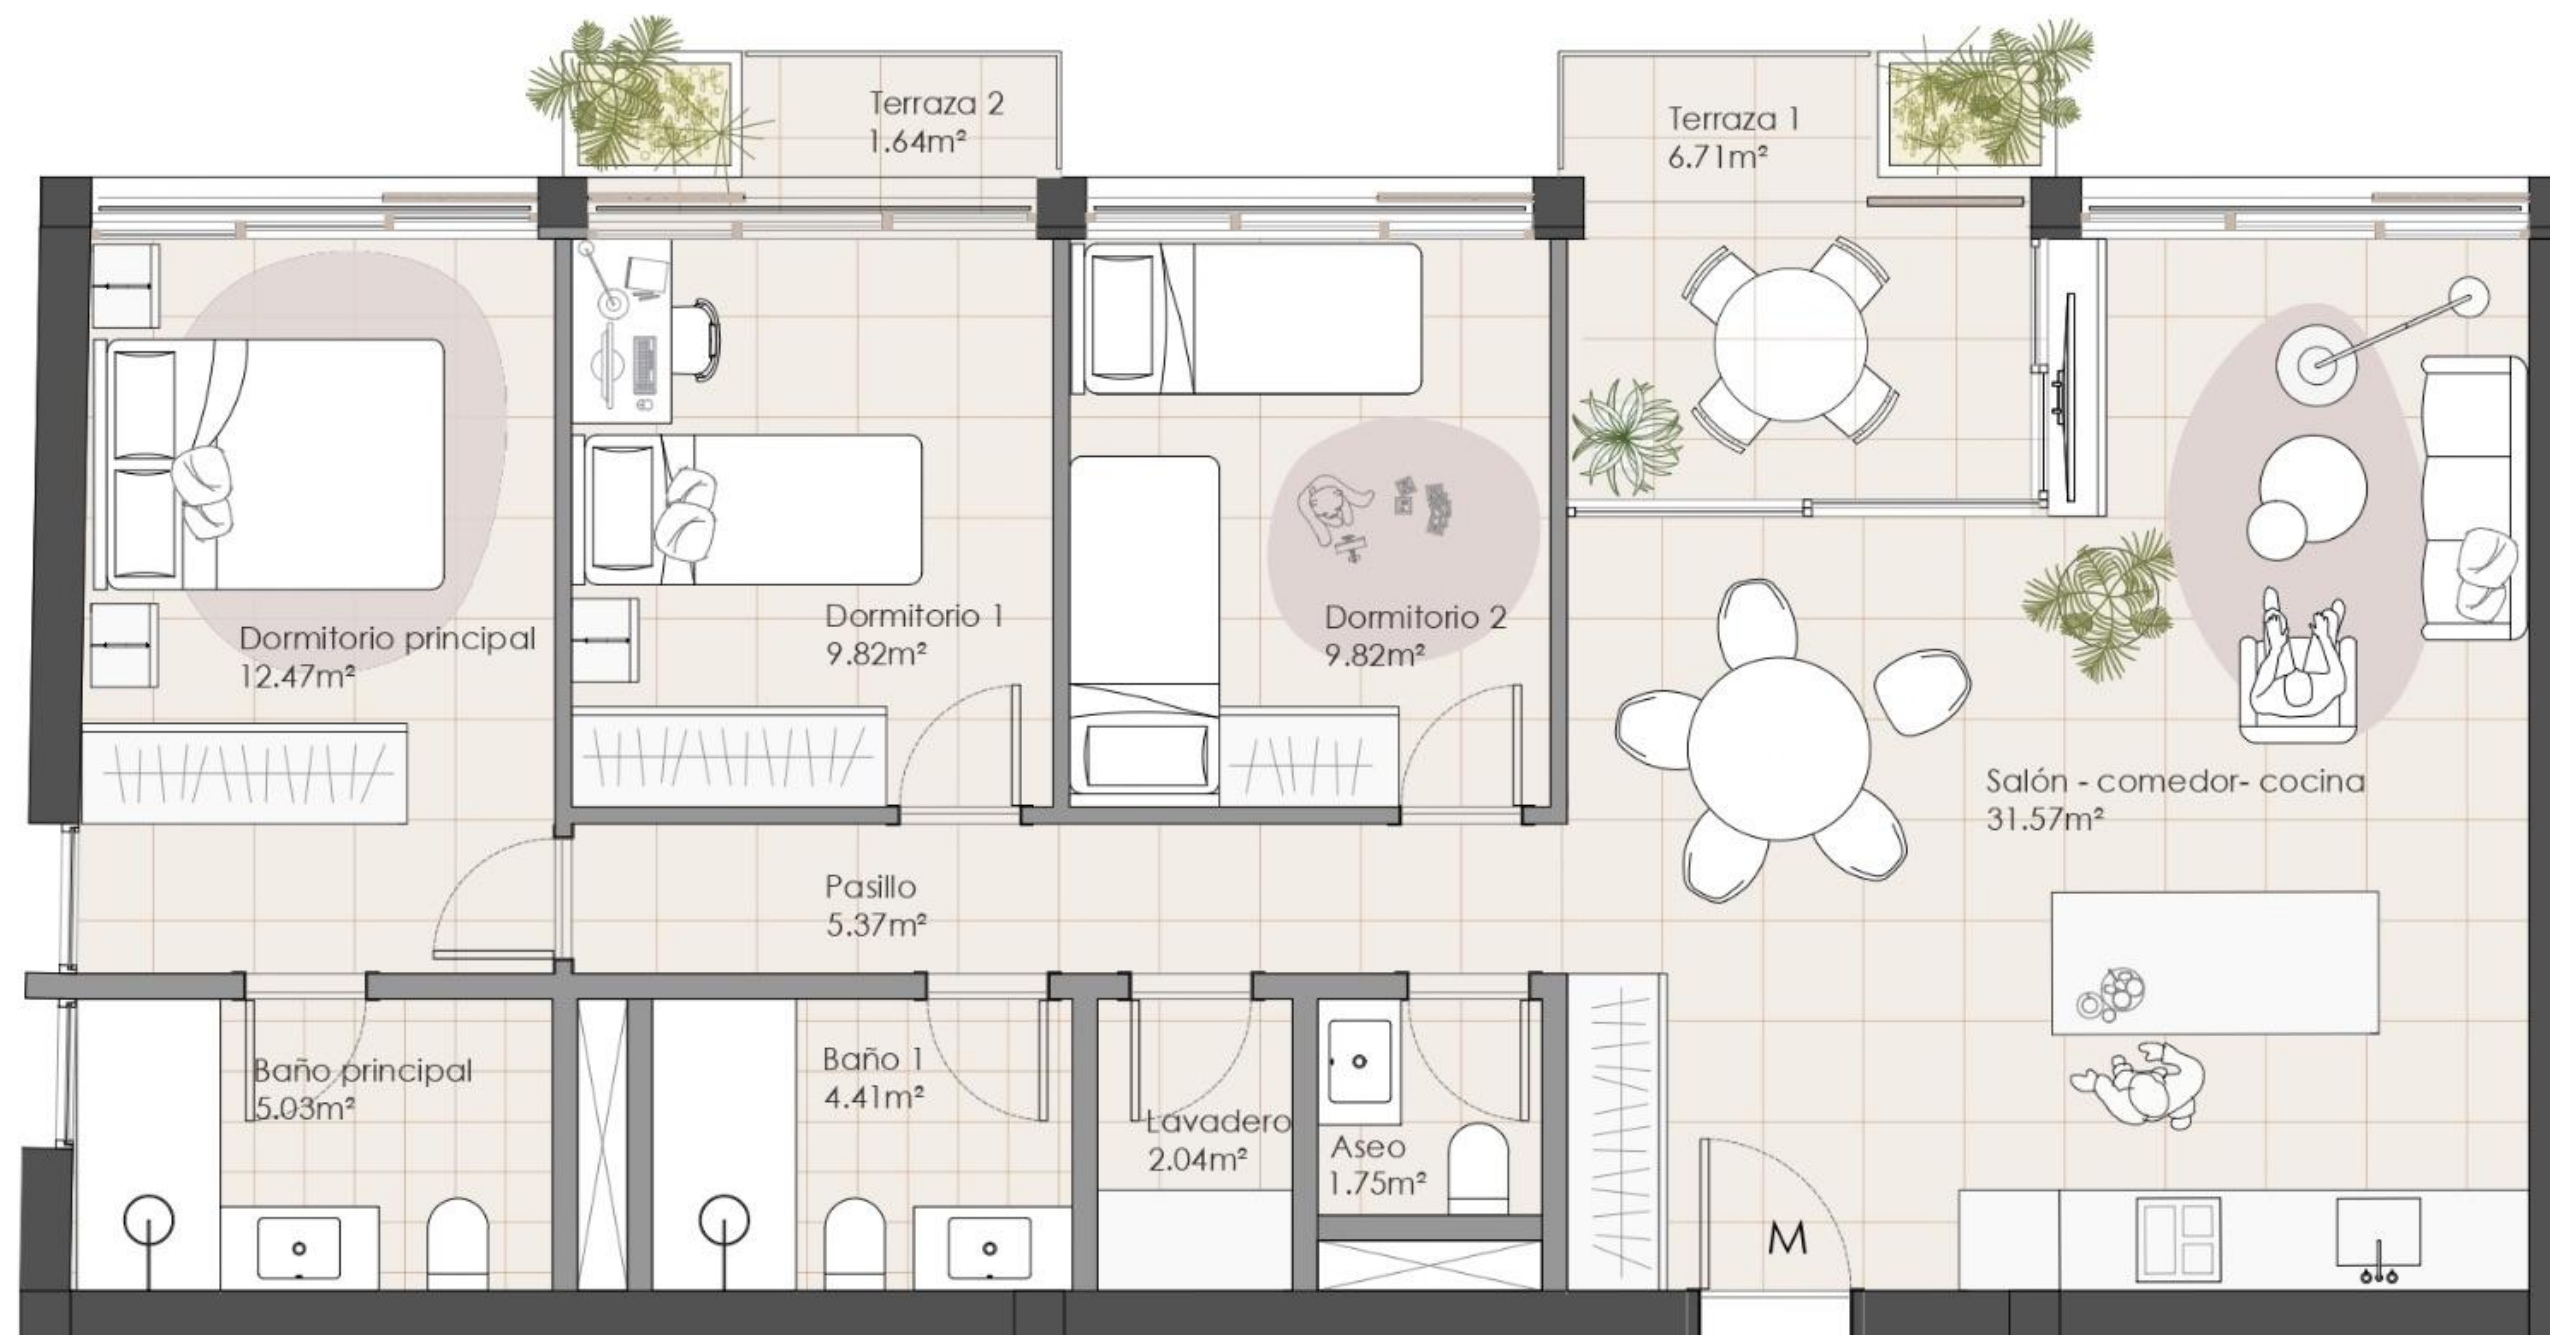 Terraza 2
1.64m²
Terraza 1
6.71m²
Dormitorio principal
12.47m²
Dormitorio 1
9.82m²
Dormitorio 2
9.82m²
Salón - comedor- cocina
31.57m²
Pasillo
5.37m²
Baño principal
5.03m²
Baño 1
4.41m²
Lavadero
2.04m²
Aseo
1.75m²
M